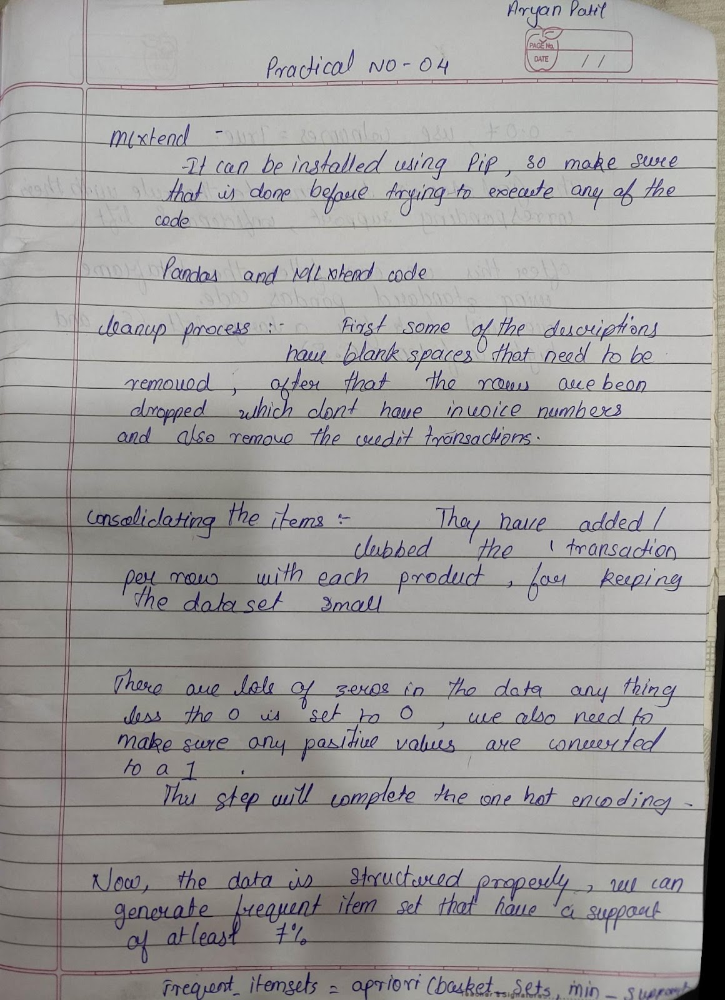 Aryan Patil
PAGE No.
DATE / /
Practical NO - 04
Mlxtend -
-It can be installed using Pip, so make sure
that is done before trying to execute any of the
code
Pandas and MLxtend code
cleanup process :- First some of the descriptions
have blank spaces that need to be
removed, after that the rows are been
dropped which dont have invoice numbers
and also remove the credit transactions.
Consolidating the items :- They have added /
clubbed the 1 transaction
per row with each product, for keeping
the data set small
There are lots of zeros in the data any thing
less the 0 is set to 0, we also need to
make sure any positive values are converted
to a 1.
This step will complete the one hot encoding -
Now, the data is structured properly, we can
generate frequent item set that have a support
of atleast 7%
Frequent_itemsets = apriori (basket_sets, min_support